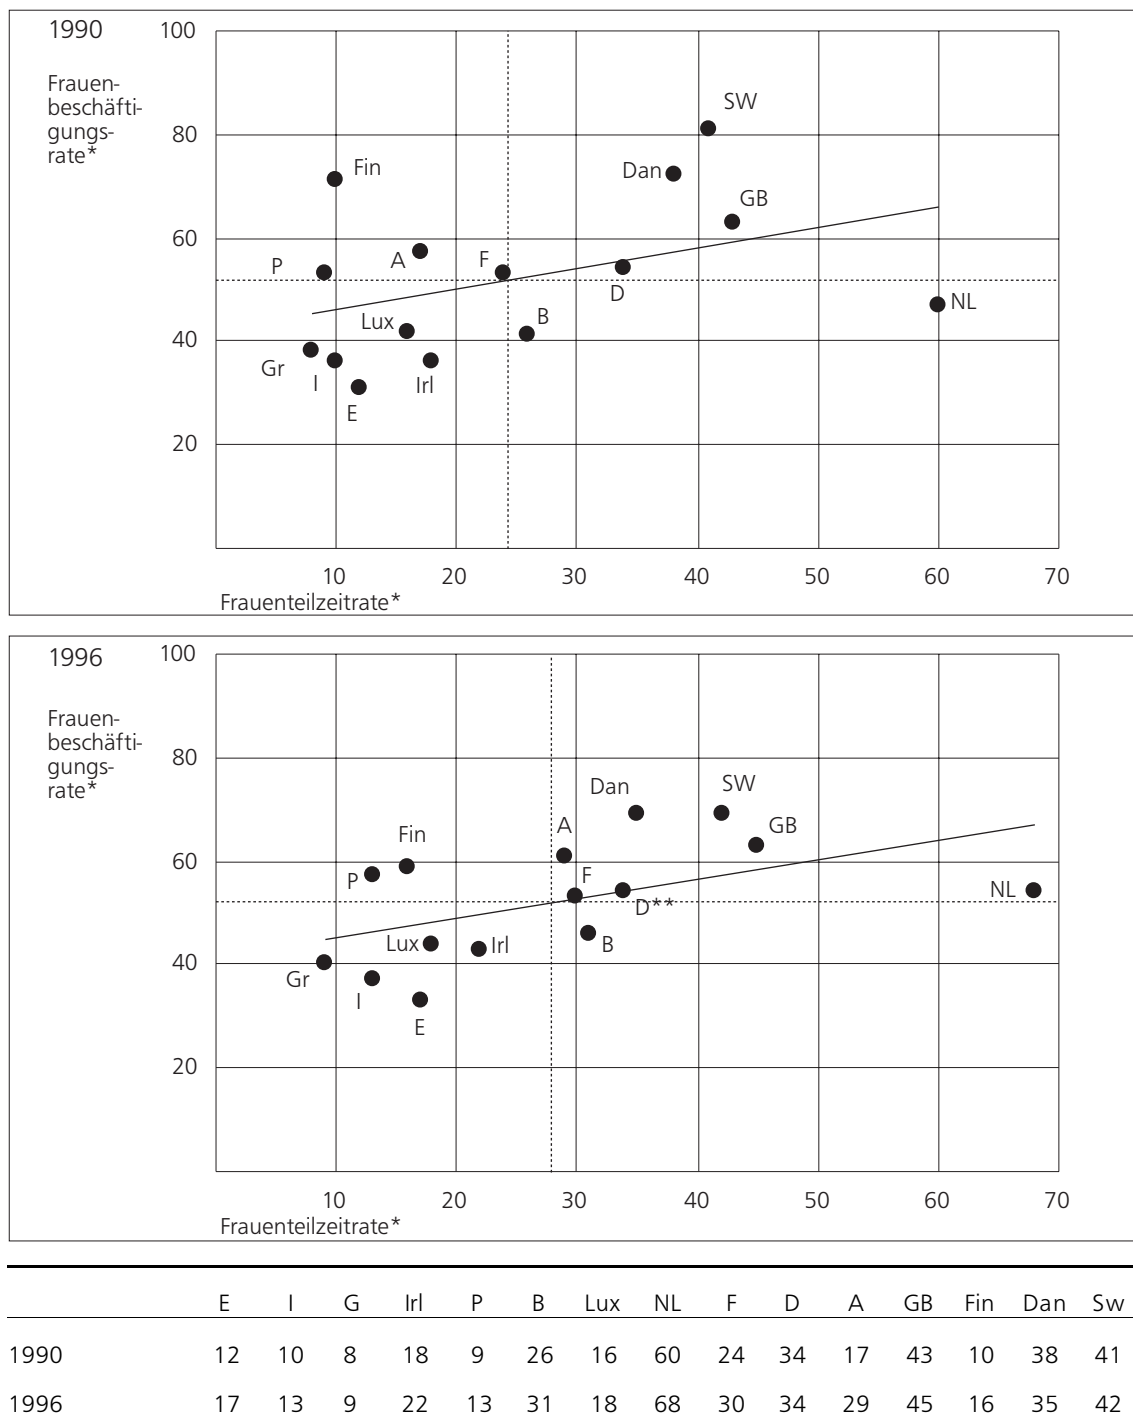 1990
100
Frauen-
beschäfti-
gungs-
rate*
SW
80
Fin
Dan
GB
60
P
A
F
D
NL
Lux
B
40
Gr
I
Irl
E
20
10 20 30 40 50 60 70
Frauenteilzeitrate*
1996
100
Frauen-
beschäfti-
gungs-
rate*
80
Dan
SW
A
GB
Fin
60
P
F
NL
D**
Lux
Irl
B
40
Gr
I
E
20
10 20 30 40 50 60 70
Frauenteilzeitrate*
E I G Irl P B Lux NL F D A GB Fin Dan Sw
1990 12 10 8 18 9 26 16 60 24 34 17 43 10 38 41
1996 17 13 9 22 13 31 18 68 30 34 29 45 16 35 42